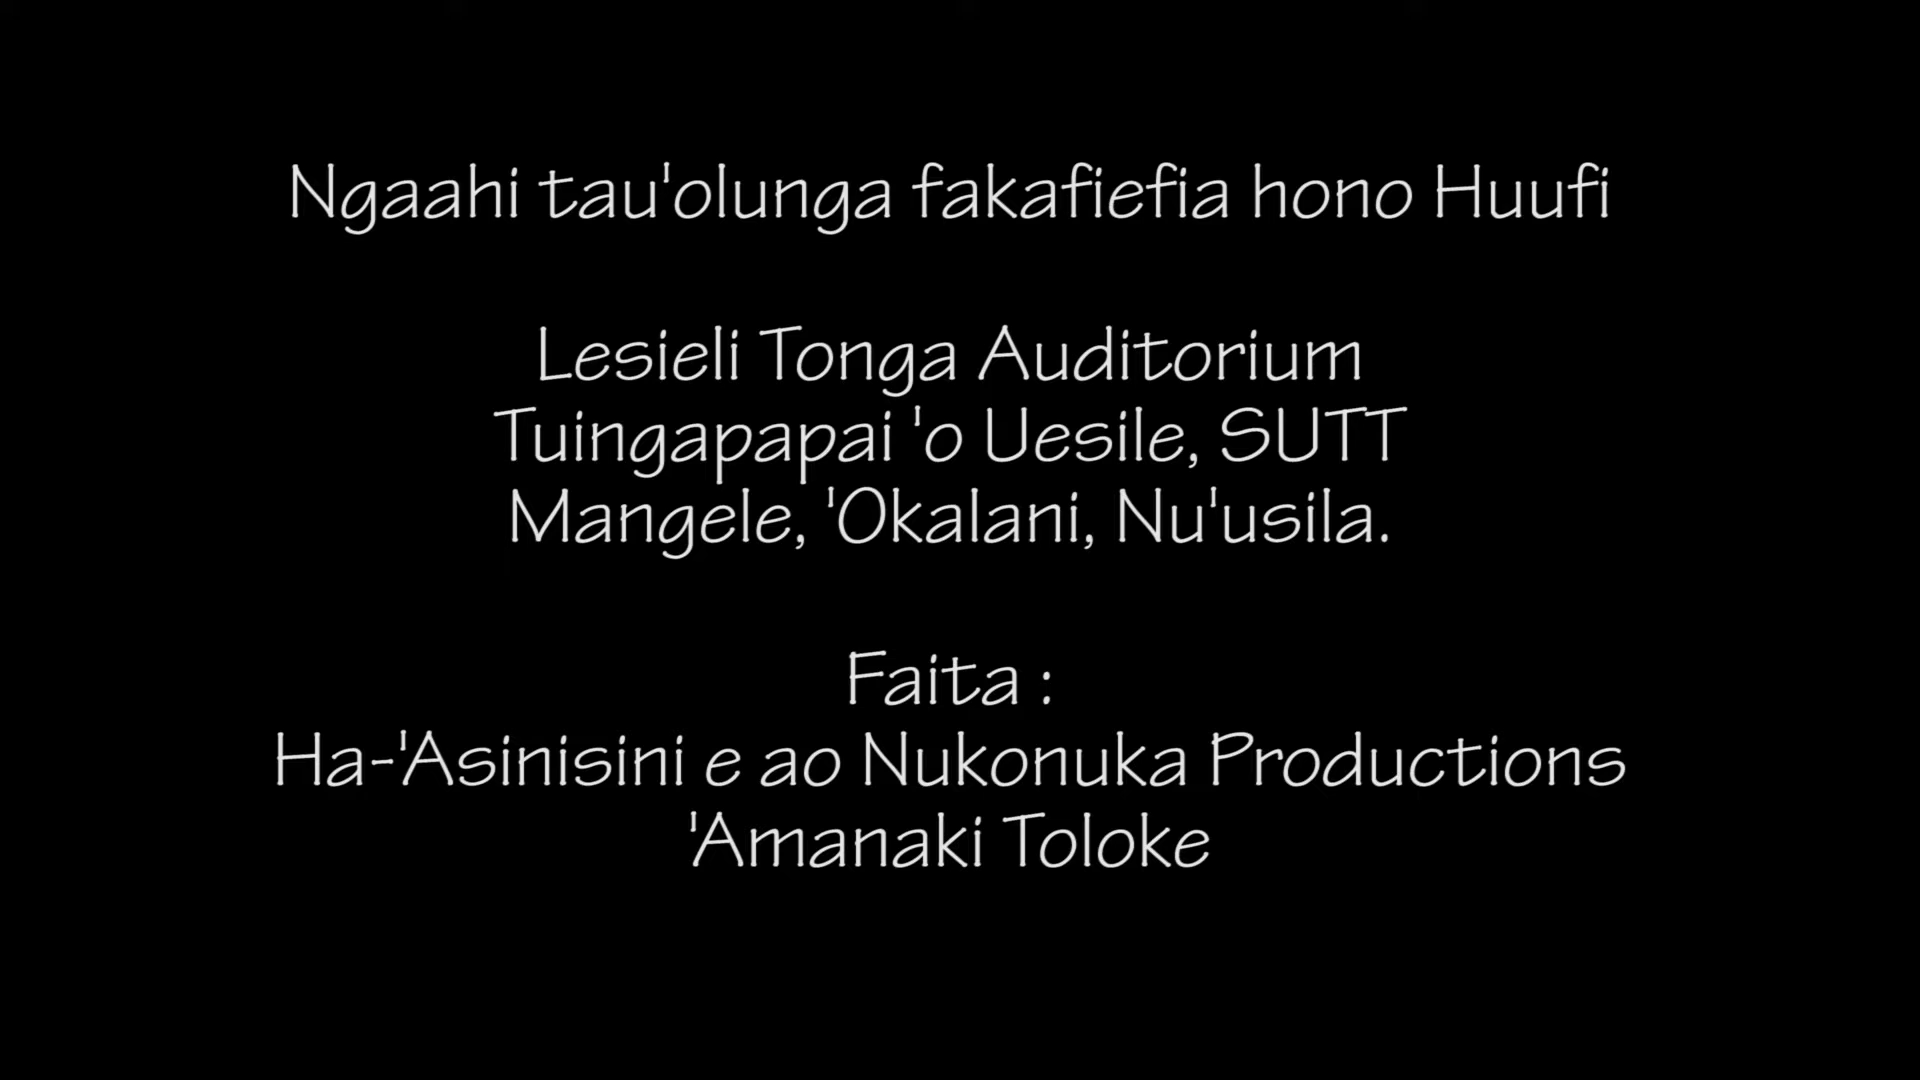 Ngaahi tau'olunga fakafiefia hono Huufi
Lesieli Tonga Auditorium
Tuingapapai 'o Uesile, SUTT
Mangele, 'Okalani, Nu'usila.
Faita :
Ha-'Asinisini e ao Nukonuka Productions
'Amanaki Toloke